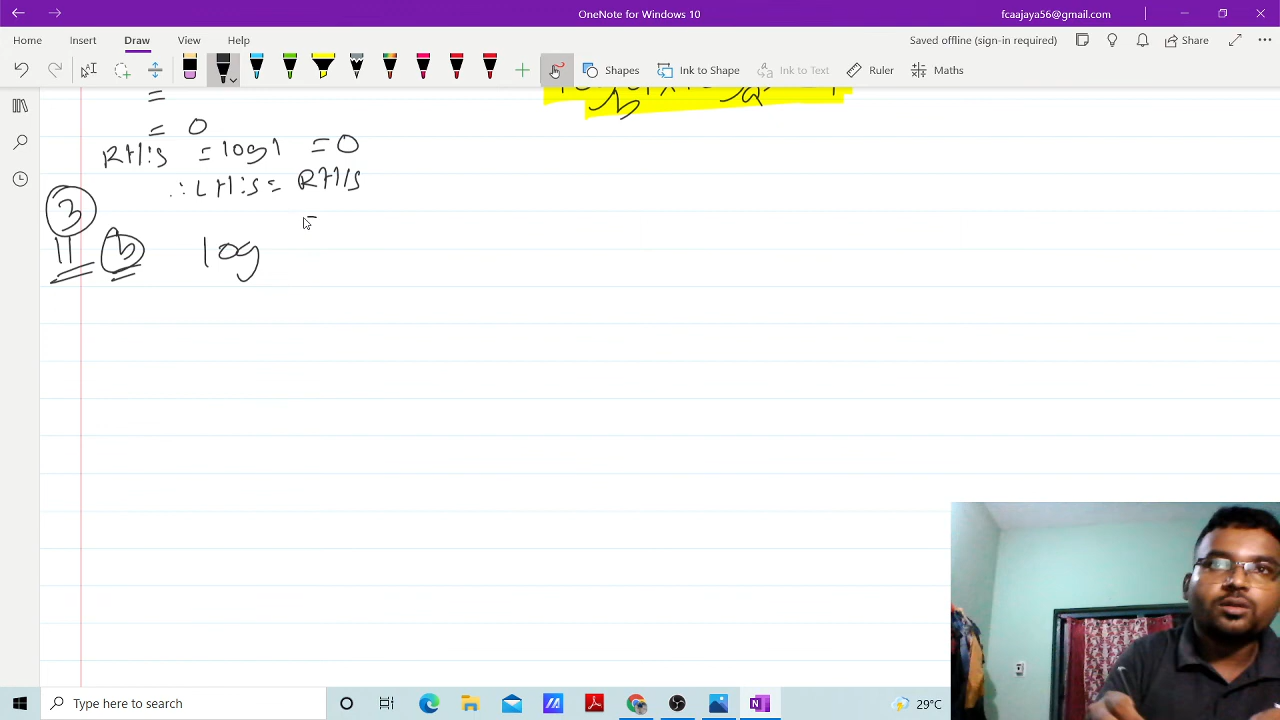 OneNote for Windows 10
fcaajaya56@gmail.com
Home Insert Draw View Help
Saved offline (sign-in required)
Share
Shapes Ink to Shape Ink to Text Ruler Maths
=
= 0
RHS = log 1 = 0
∴ LHS = RHS
3
11 b log
Type here to search
29°C